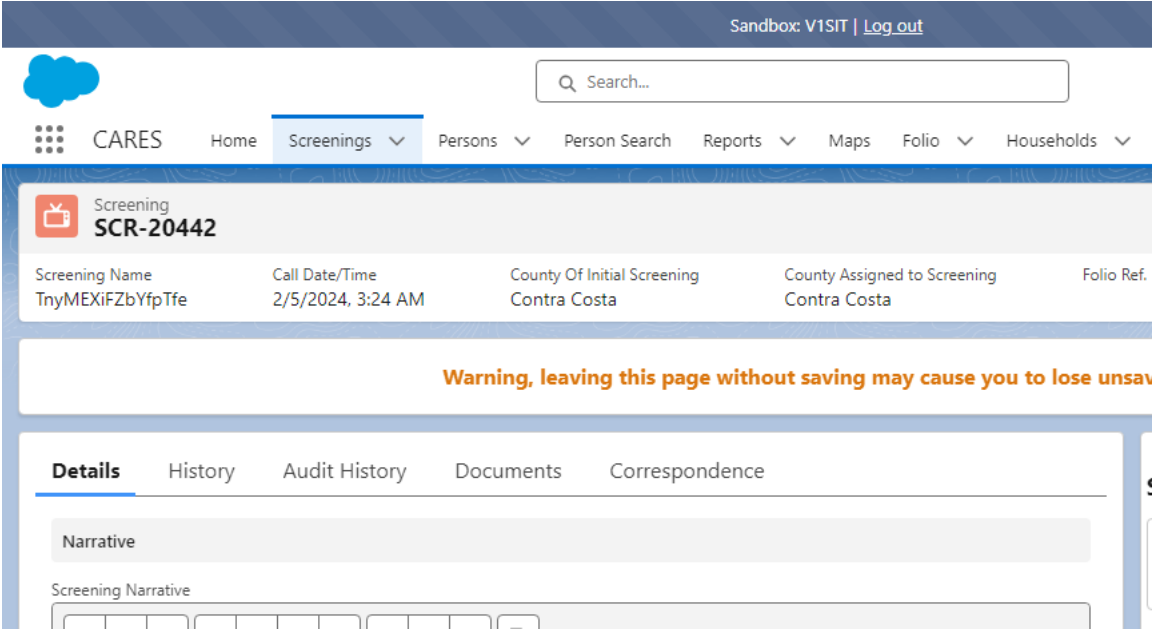 Sandbox: V1SIT | Log out
Search...
CARES Home Screenings Persons Person Search Reports Maps Folio Households
Screening
SCR-20442
Screening Name Call Date/Time County Of Initial Screening County Assigned to Screening Folio Ref.
TnyMEXiFZbYfpTfe 2/5/2024, 3:24 AM Contra Costa Contra Costa
Warning, leaving this page without saving may cause you to lose
Details History Audit History Documents Correspondence
Narrative
Screening Narrative